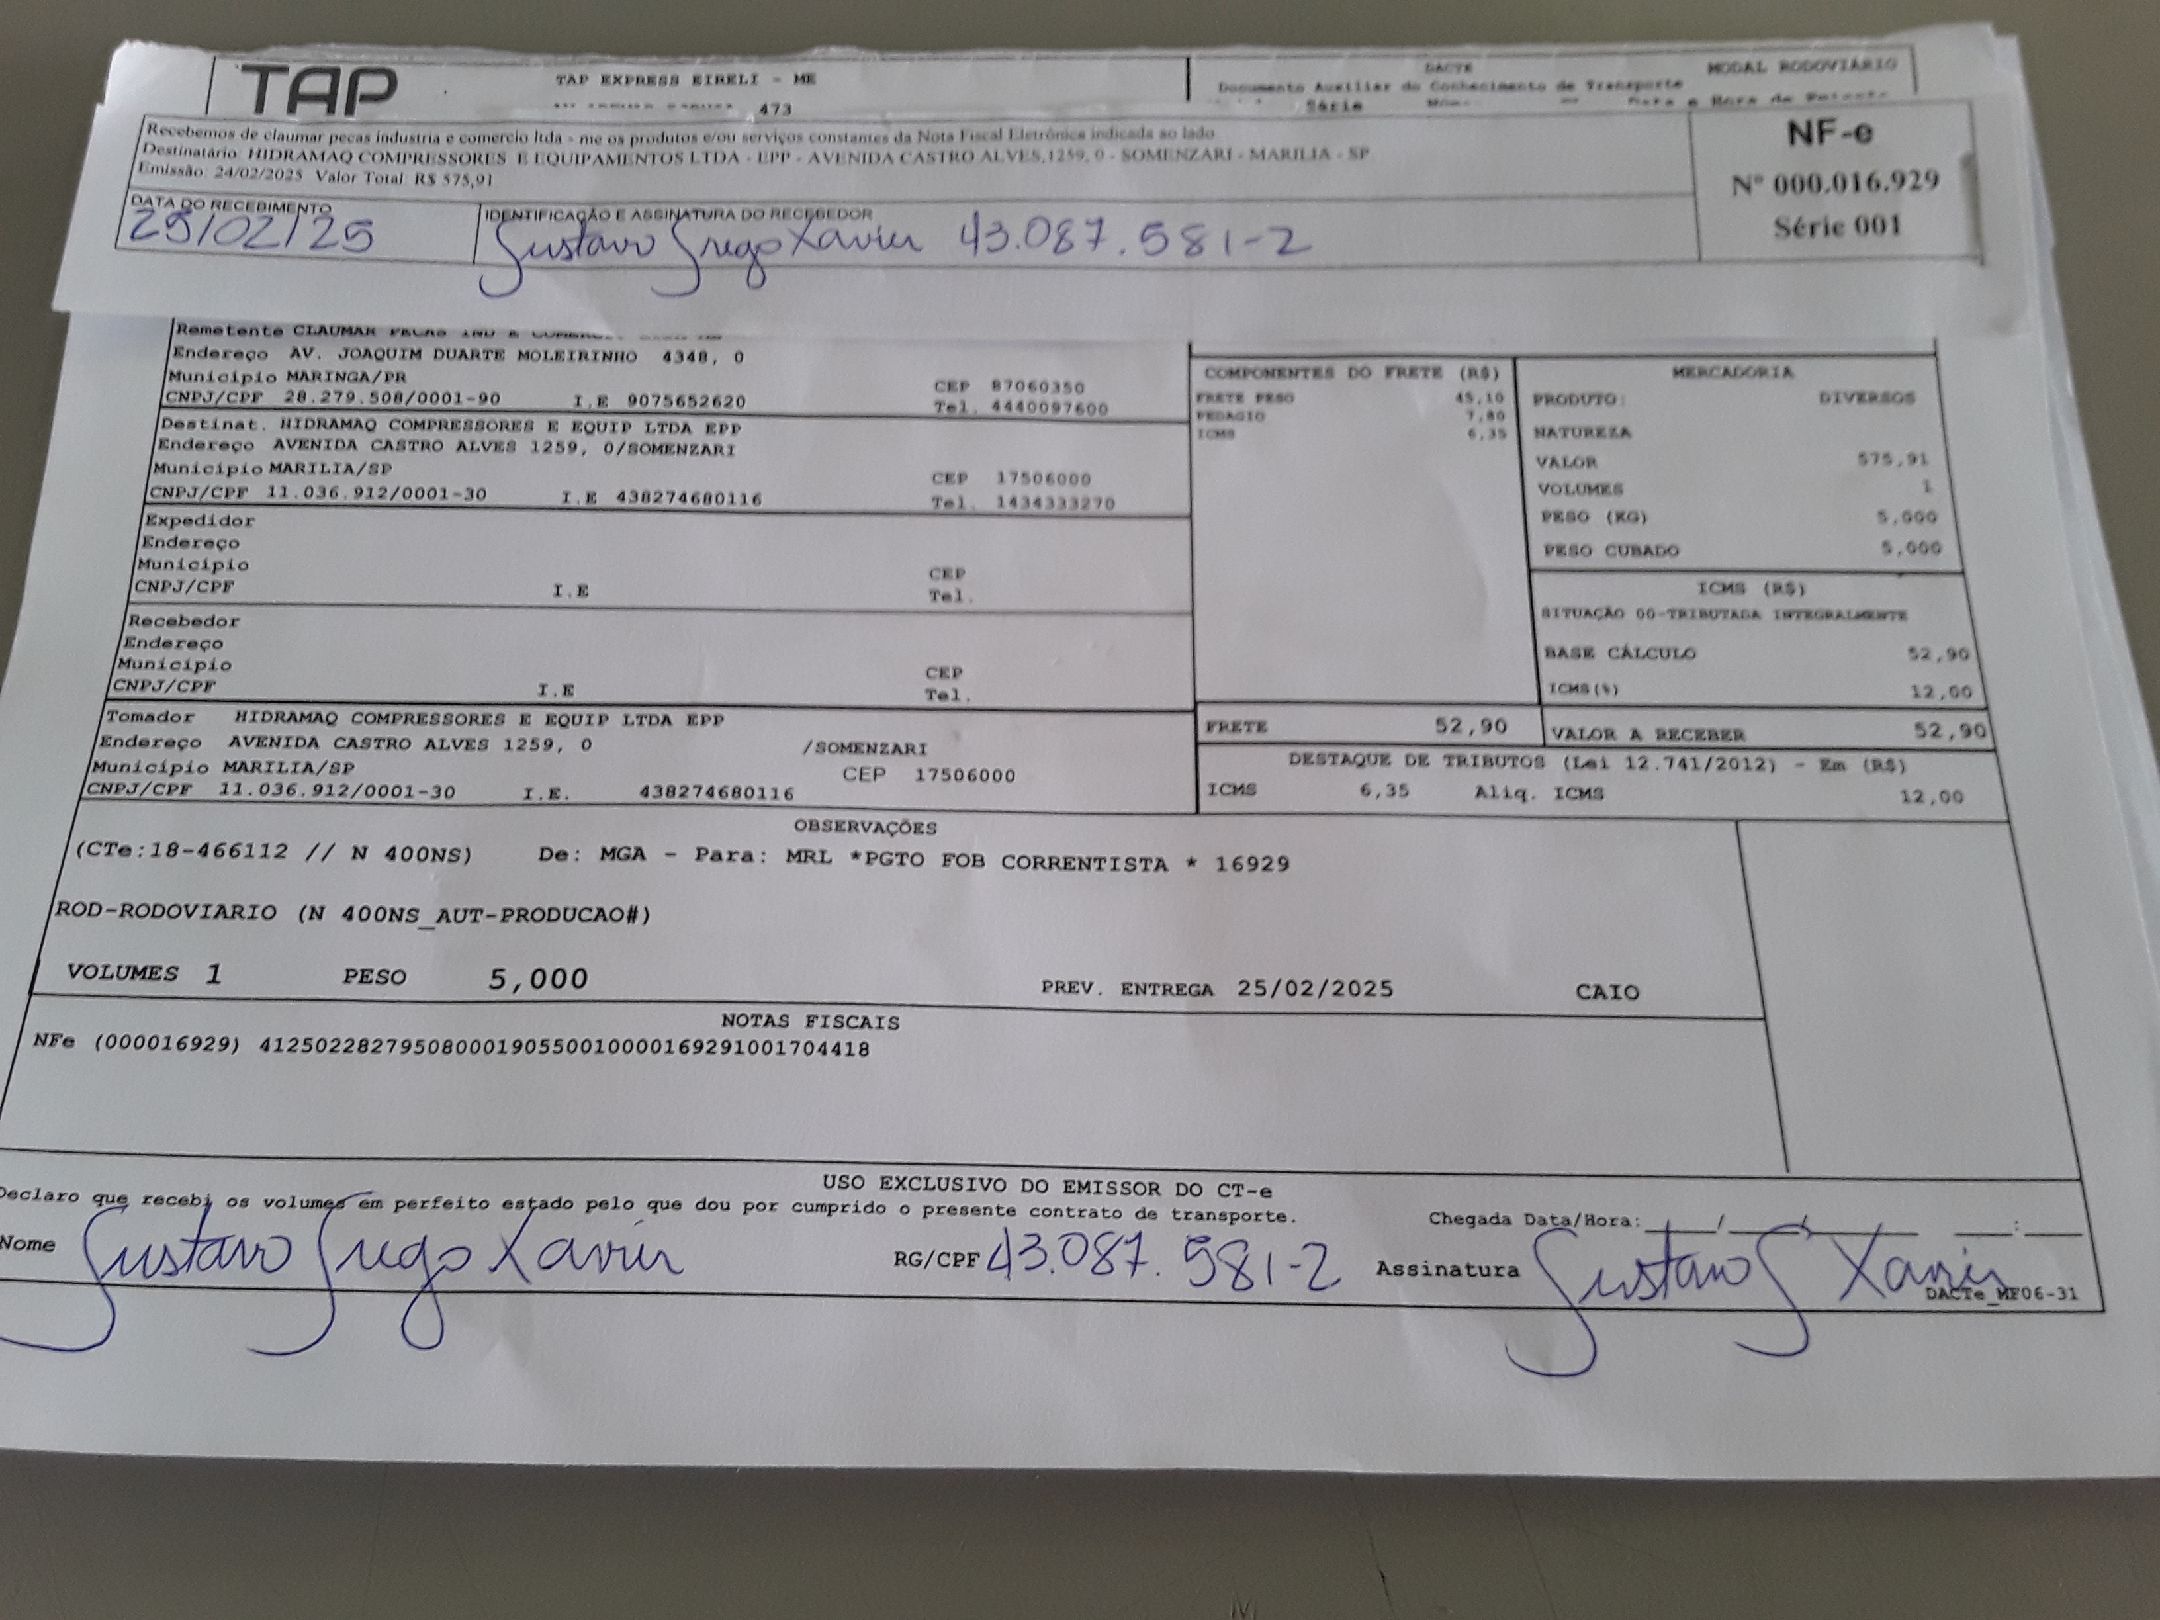 TAP
TAP EXPRESS EIRELI - ME
473
DACTE
MODAL RODOVIÁRIO
Documento Auxiliar do Conhecimento de Transporte
Série
Recebemos de claumar pecas industria e comercio ltda - me os produtos e/ou serviços constantes da Nota Fiscal Eletrônica indicada ao lado
Destinatário HIDRAMAQ COMPRESSORES E EQUIPAMENTOS LTDA - EPP - AVENIDA CASTRO ALVES,1259, 0 - SOMENZARI - MARILIA - SP
Emissão 24/02/2025 Valor Total R$ 575,91
NF-e
Nº 000.016.929
Série 001
DATA DO RECEBIMENTO
25/02/25
IDENTIFICAÇÃO E ASSINATURA DO RECEBEDOR
Gustavo Grego Xavier 43.087.581-2
Remetente CLAUMAR PECAS IND E
Endereço AV. JOAQUIM DUARTE MOLEIRINHO 4348, 0
Municipio MARINGA/PR CEP 87060350
CNPJ/CPF 28.279.508/0001-90 I.E 9075652620 Tel. 4440097600
Destinat. HIDRAMAQ COMPRESSORES E EQUIP LTDA EPP
Endereço AVENIDA CASTRO ALVES 1259, 0/SOMENZARI
Municipio MARILIA/SP CEP 17506000
CNPJ/CPF 11.036.912/0001-30 I.E 438274680116 Tel. 1434333270
Expedidor
Endereço
Municipio CEP
CNPJ/CPF I.E Tel.
Recebedor
Endereço
Municipio CEP
CNPJ/CPF I.E Tel.
Tomador HIDRAMAQ COMPRESSORES E EQUIP LTDA EPP
Endereço AVENIDA CASTRO ALVES 1259, 0 /SOMENZARI
Municipio MARILIA/SP CEP 17506000
CNPJ/CPF 11.036.912/0001-30 I.E. 438274680116
COMPONENTES DO FRETE (R$)
FRETE PESO 45,10
PEDAGIO 7,80
ICMS 6,35
FRETE 52,90
MERCADORIA
PRODUTO: DIVERSOS
NATUREZA
VALOR 575,91
VOLUMES 1
PESO (KG) 5,000
PESO CUBADO 5,000
ICMS (R$)
SITUAÇÃO 00-TRIBUTADA INTEGRALMENTE
BASE CÁLCULO 52,90
ICMS(%) 12,00
VALOR A RECEBER 52,90
DESTAQUE DE TRIBUTOS (Lei 12.741/2012) - Em (R$)
ICMS 6,35 Aliq. ICMS 12,00
OBSERVAÇÕES
(CTe:18-466112 // N 400NS) De: MGA - Para: MRL *PGTO FOB CORRENTISTA * 16929
ROD-RODOVIARIO (N 400NS_AUT-PRODUCAO#)
VOLUMES 1 PESO 5,000 PREV. ENTREGA 25/02/2025 CAIO
NOTAS FISCAIS
NFe (000016929) 41250228279508000190550010000169291001704418
USO EXCLUSIVO DO EMISSOR DO CT-e
Declaro que recebi os volumes em perfeito estado pelo que dou por cumprido o presente contrato de transporte.
Chegada Data/Hora: ____/____/____ ___:___
Nome Gustavo Grego Xavier RG/CPF 43.087.581-2 Assinatura Gustavo G Xavier
DACTe_MF06-31